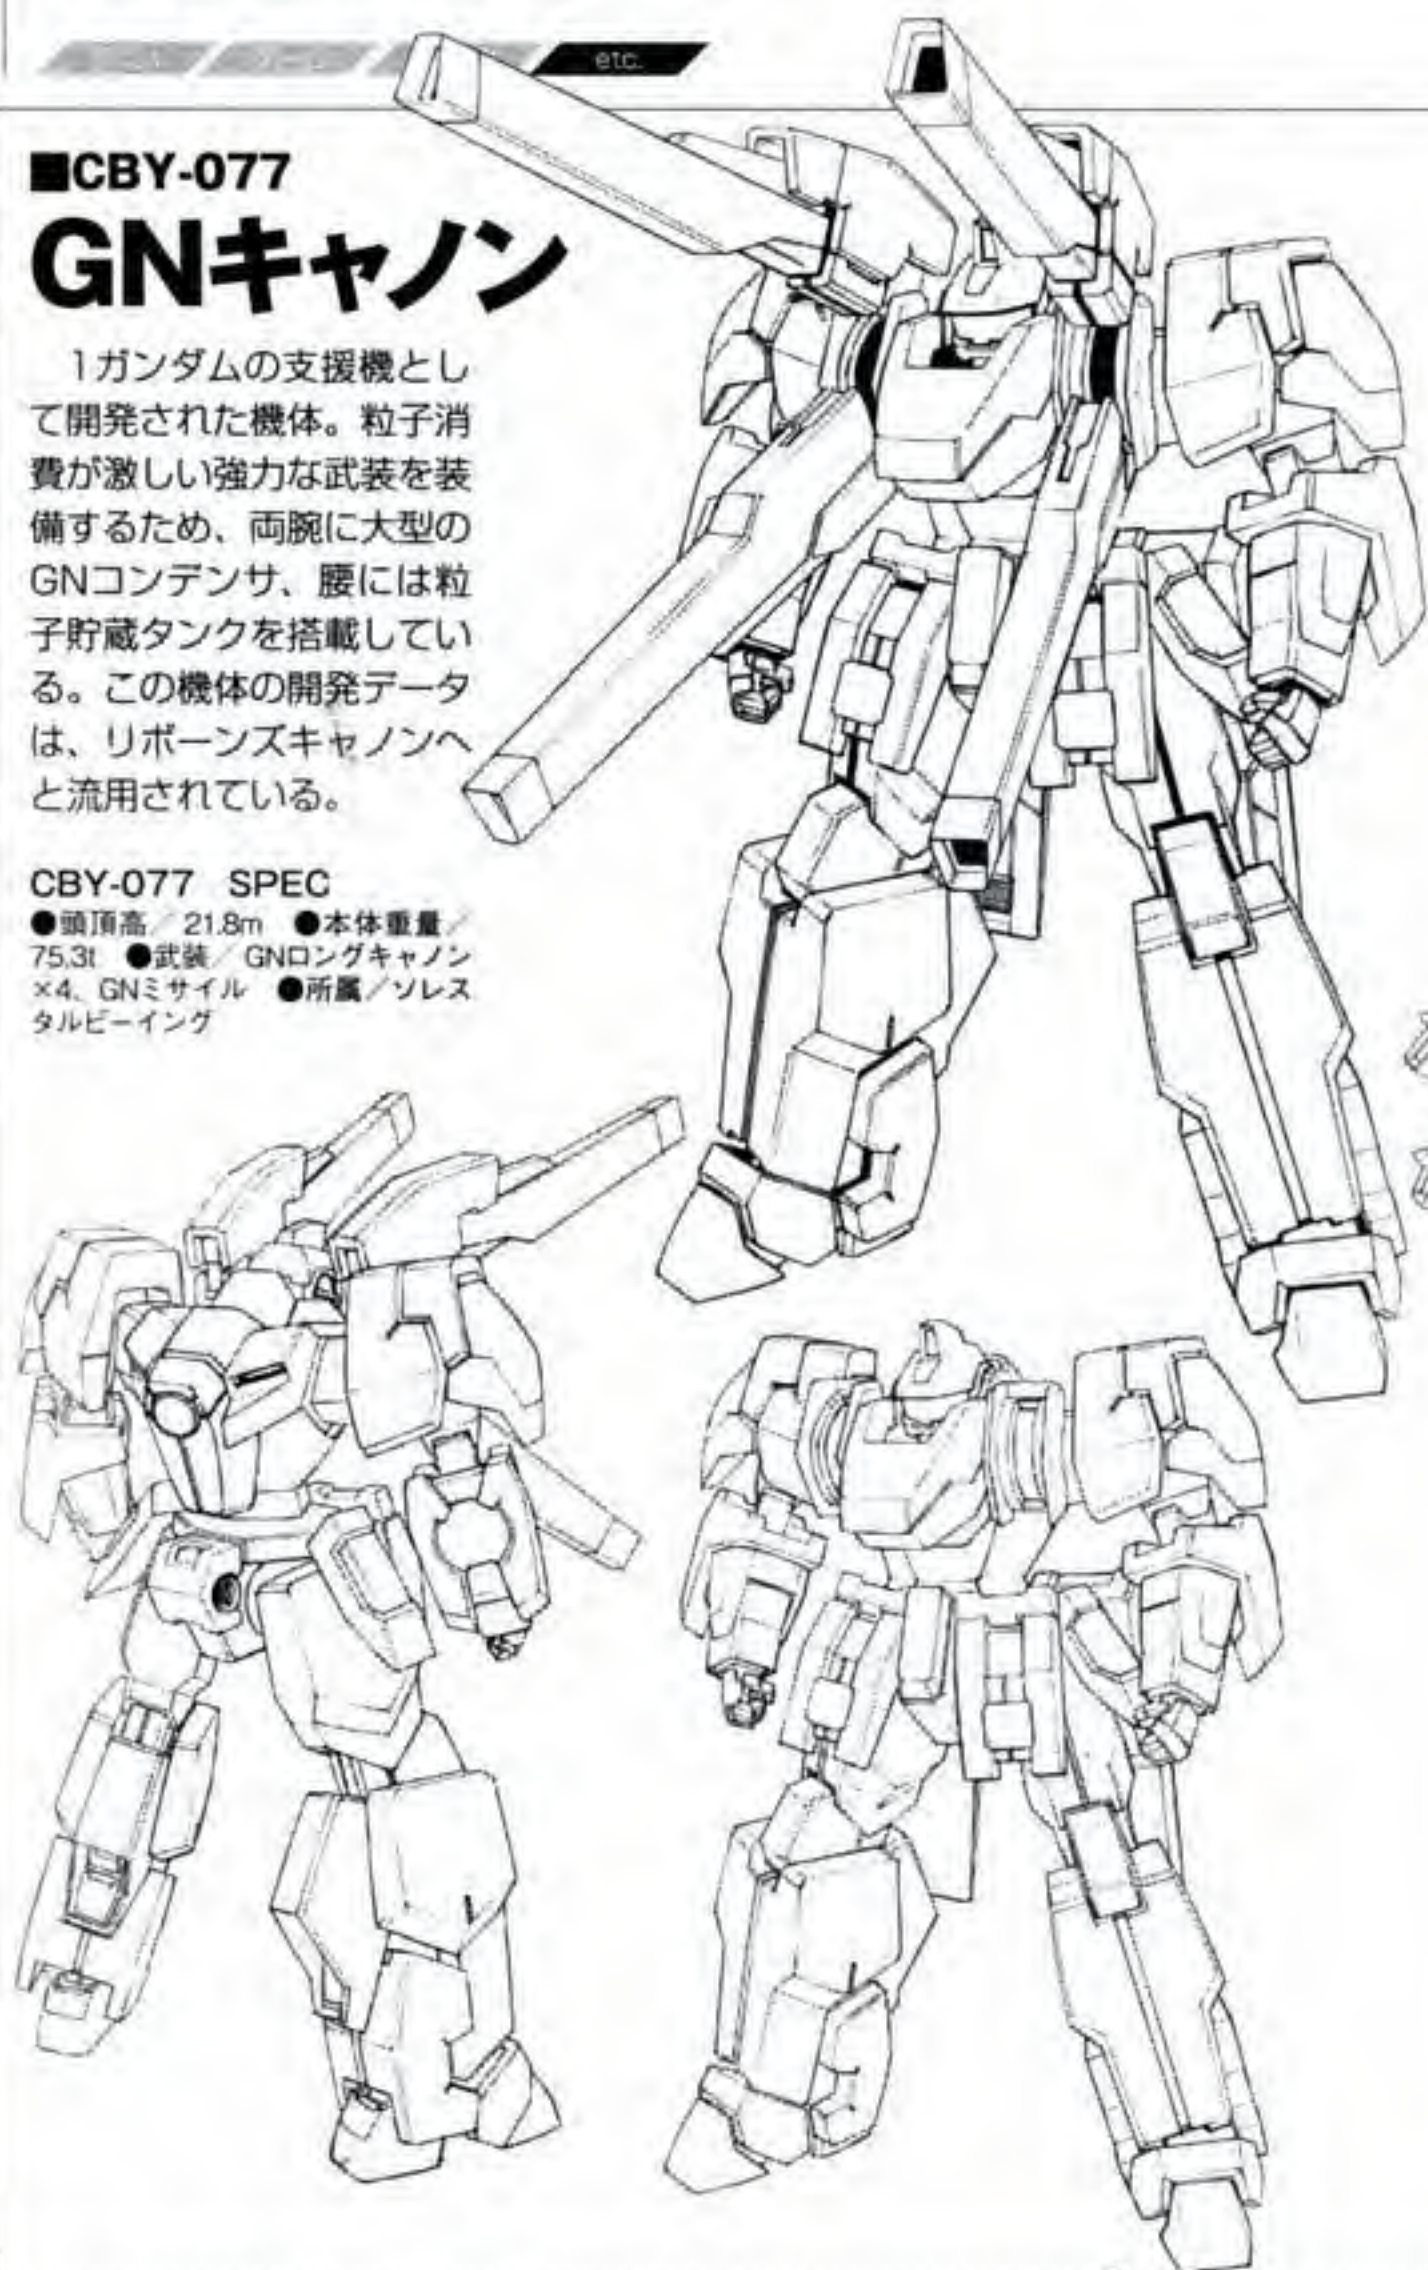 etc.
■CBY-077
GNキャノン
1ガンダムの支援機とし
て開発された機体。粒子消
費が激しい強力な武装を装
備するため、両腕に大型の
GNコンデンサ、腰には粒
子貯蔵タンクを搭載してい
る。この機体の開発データ
は、リボーンズキャノンへ
と流用されている。
CBY-077 SPEC
●頭頂高／21.8m ●本体重量／
75.3t ●武装／GNロングキャノン
×4、GNミサイル ●所属／ソレス
タルビーイング